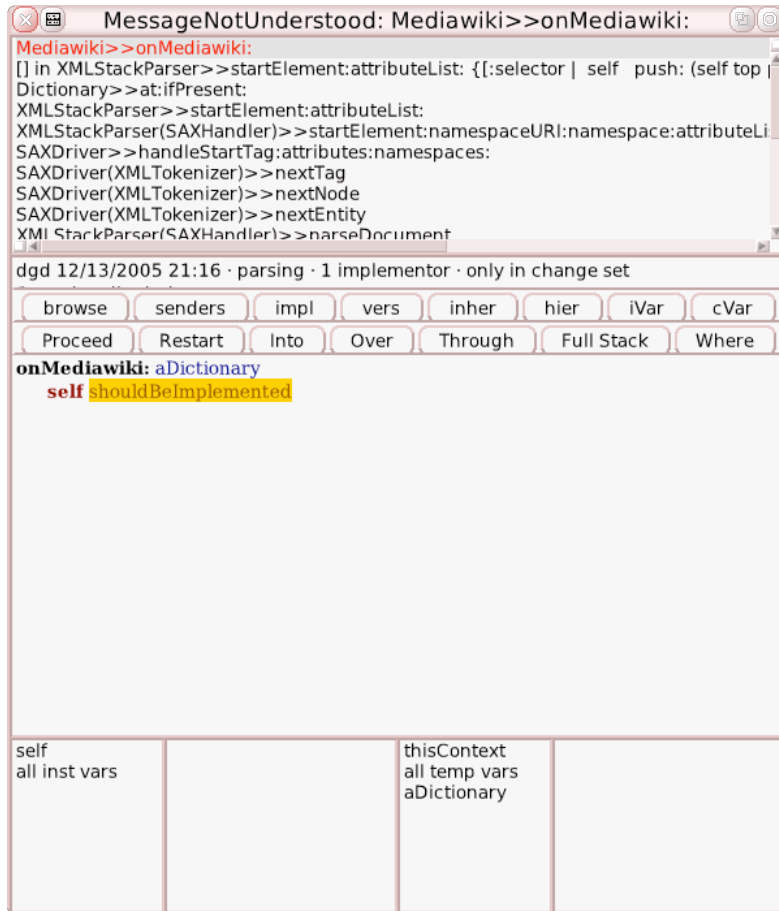 MessageNotUnderstood: Mediawiki>>onMediawiki:
Mediawiki>>onMediawiki:
[] in XMLStackParser>>startElement:attributeList: {[:selector | self push: (self top
Dictionary>>at:ifPresent:
XMLStackParser>>startElement:attributeList:
XMLStackParser(SAXHandler)>>startElement:namespaceURI:namespace:attributeLi
SAXDriver>>handleStartTag:attributes:namespaces:
SAXDriver(XMLTokenizer)>>nextTag
SAXDriver(XMLTokenizer)>>nextNode
SAXDriver(XMLTokenizer)>>nextEntity
XMLStackParser(SAXHandler)>>parseDocument
dgd 12/13/2005 21:16 · parsing · 1 implementor · only in change set
browse senders impl vers inher hier iVar cVar
Proceed Restart Into Over Through Full Stack Where
onMediawiki: aDictionary
self shouldBeImplemented
self
all inst vars
thisContext
all temp vars
aDictionary